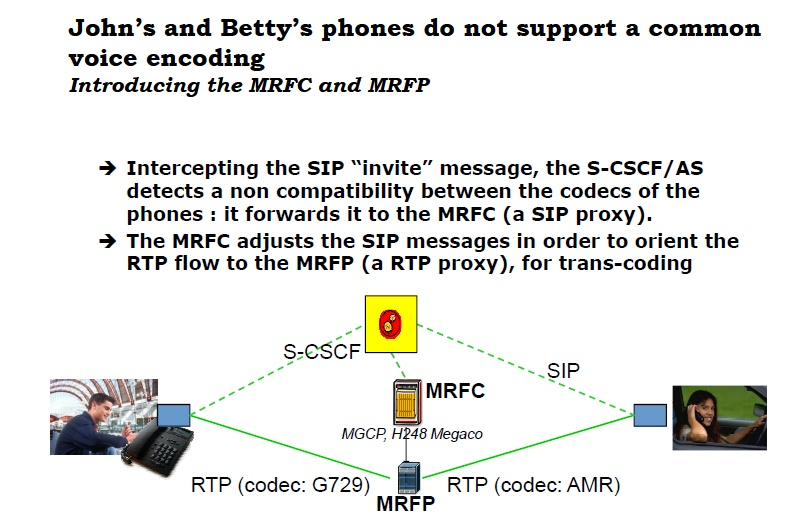 John’s and Betty’s phones do not support a common
voice encoding
Introducing the MRFC and MRFP
➔ Intercepting the SIP “invite” message, the S-CSCF/AS
detects a non compatibility between the codecs of the
phones : it forwards it to the MRFC (a SIP proxy).
➔ The MRFC adjusts the SIP messages in order to orient the
RTP flow to the MRFP (a RTP proxy), for trans-coding
S-CSCF
SIP
MRFC
MGCP, H248 Megaco
RTP (codec: G729)
RTP (codec: AMR)
MRFP